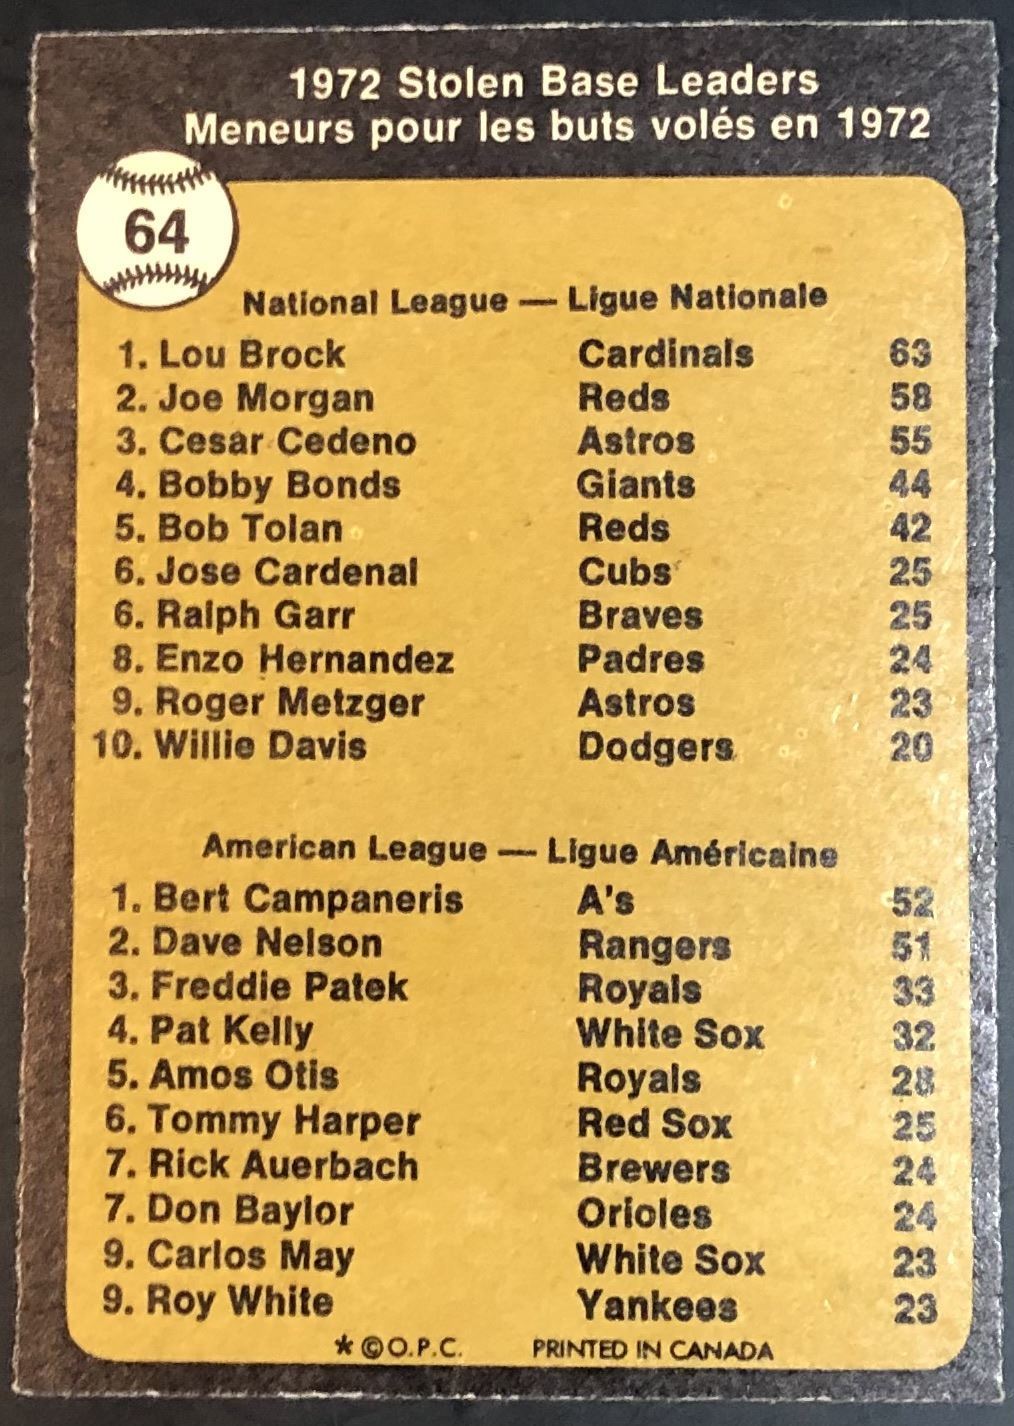 1972 Stolen Base Leaders
Meneurs pour les buts volés en 1972
64
National League — Ligue Nationale
1. Lou Brock Cardinals 63
2. Joe Morgan Reds 58
3. Cesar Cedeno Astros 55
4. Bobby Bonds Giants 44
5. Bob Tolan Reds 42
6. Jose Cardenal Cubs 25
6. Ralph Garr Braves 25
8. Enzo Hernandez Padres 24
9. Roger Metzger Astros 23
10. Willie Davis Dodgers 20
American League — Ligue Américaine
1. Bert Campaneris A's 52
2. Dave Nelson Rangers 51
3. Freddie Patek Royals 33
4. Pat Kelly White Sox 32
5. Amos Otis Royals 28
6. Tommy Harper Red Sox 25
7. Rick Auerbach Brewers 24
7. Don Baylor Orioles 24
9. Carlos May White Sox 23
9. Roy White Yankees 23
* ©O.P.C. PRINTED IN CANADA